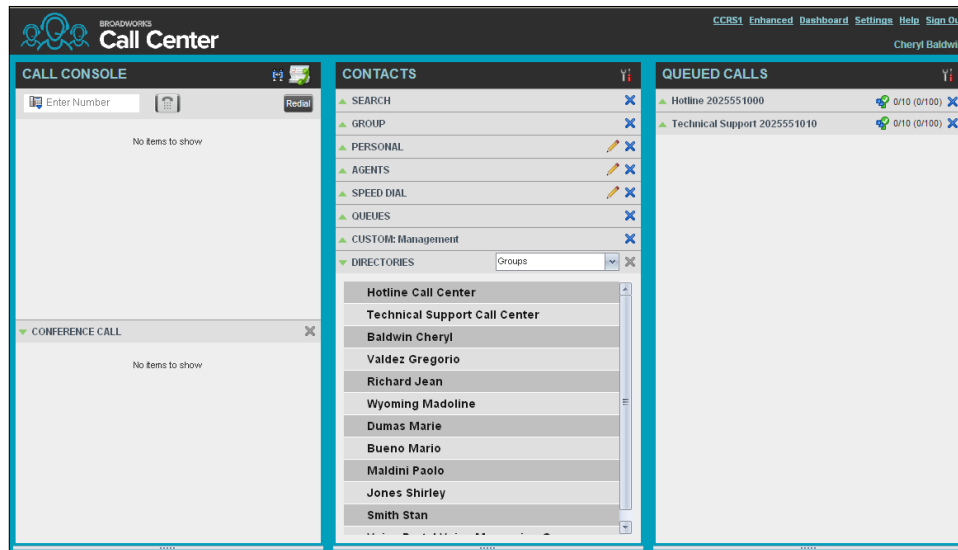 BROADWORKS
Call Center
CCRS1 Enhanced Dashboard Settings Help Sign
Cheryl
CALL CONSOLE
Enter Number
Redial
No items to show
CONFERENCE CALL
No items to show
CONTACTS
SEARCH
GROUP
PERSONAL
AGENTS
SPEED DIAL
QUEUES
CUSTOM: Management
DIRECTORIES Groups
Hotline Call Center
Technical Support Call Center
Baldwin Cheryl
Valdez Gregorio
Richard Jean
Wyoming Madoline
Dumas Marie
Bueno Mario
Maldini Paolo
Jones Shirley
Smith Stan
QUEUED CALLS
Hotline 2025551000 0/10 (0/100)
Technical Support 2025551010 0/10 (0/100)